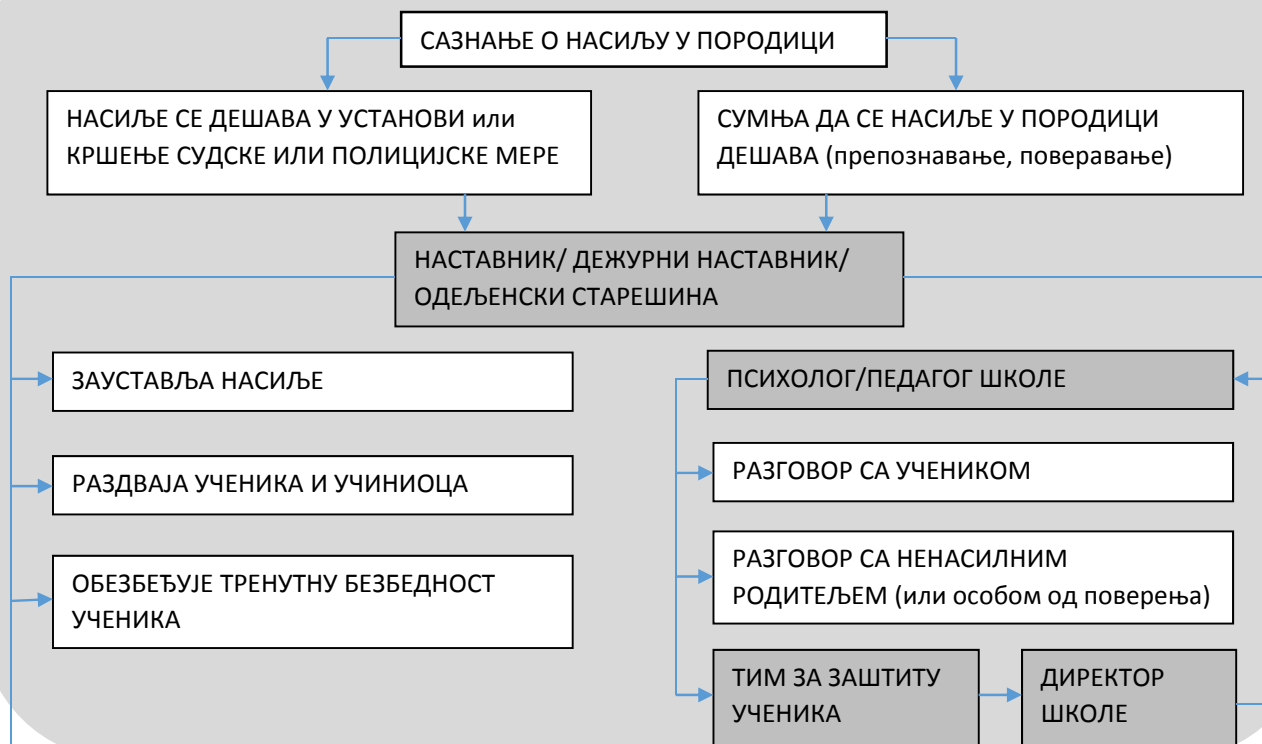 САЗНАЊЕ О НАСИЉУ У ПОРОДИЦИ
НАСИЉЕ СЕ ДЕШАВА У УСТАНОВИ или
КРШЕЊЕ СУДСКЕ ИЛИ ПОЛИЦИЈСКЕ МЕРЕ
СУМЊА ДА СЕ НАСИЉЕ У ПОРОДИЦИ
ДЕШАВА (препознавање, поверавање)
НАСТАВНИК/ ДЕЖУРНИ НАСТАВНИК/
ОДЕЉЕНСКИ СТАРЕШИНА
ЗАУСТАВЉА НАСИЉЕ
РАЗДВАЈА УЧЕНИКА И УЧИНИОЦА
ОБЕЗБЕЂУЈЕ ТРЕНУТНУ БЕЗБЕДНОСТ
УЧЕНИКА
ПСИХОЛОГ/ПЕДАГОГ ШКОЛЕ
РАЗГОВОР СА УЧЕНИКОМ
РАЗГОВОР СА НЕНАСИЛНИМ
РОДИТЕЉЕМ (или особом од поверења)
ТИМ ЗА ЗАШТИТУ
УЧЕНИКА
ДИРЕКТОР
ШКОЛЕ